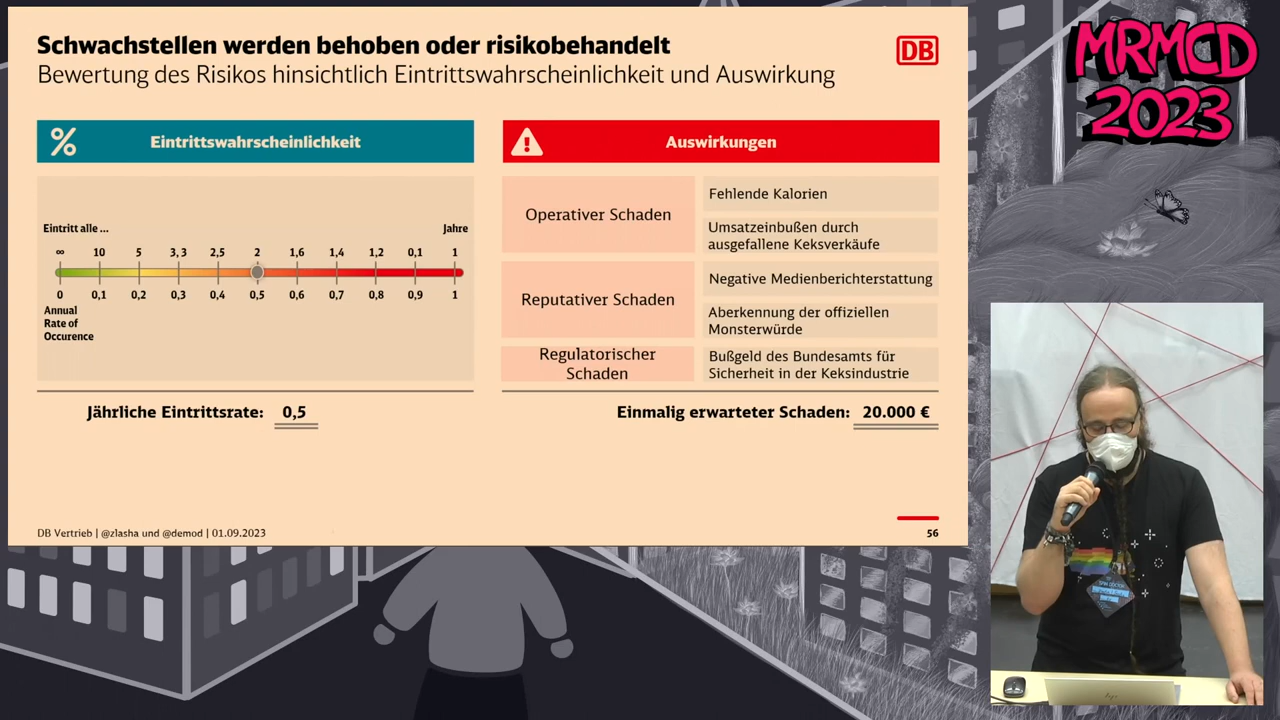 Schwachstellen werden behoben oder risikobehandelt
Bewertung des Risikos hinsichtlich Eintrittswahrscheinlichkeit und Auswirkung
DB
MRMCD
2023
% Eintrittswahrscheinlichkeit
Eintritt alle ... Jahre
∞ 10 5 3,3 2,5 2 1,6 1,4 1,2 0,1 1
0 0,1 0,2 0,3 0,4 0,5 0,6 0,7 0,8 0,9 1
Annual
Rate of
Occurence
Jährliche Eintrittsrate: 0,5
! Auswirkungen
Operativer Schaden
Fehlende Kalorien
Umsatzeinbußen durch
ausgefallene Keksverkäufe
Reputativer Schaden
Negative Medienberichterstattung
Aberkennung der offiziellen
Monsterwürde
Regulatorischer
Schaden
Bußgeld des Bundesamts für
Sicherheit in der Keksindustrie
Einmalig erwarteter Schaden: 20.000 €
DB Vertrieb | @zlasha und @demod | 01.09.2023
56